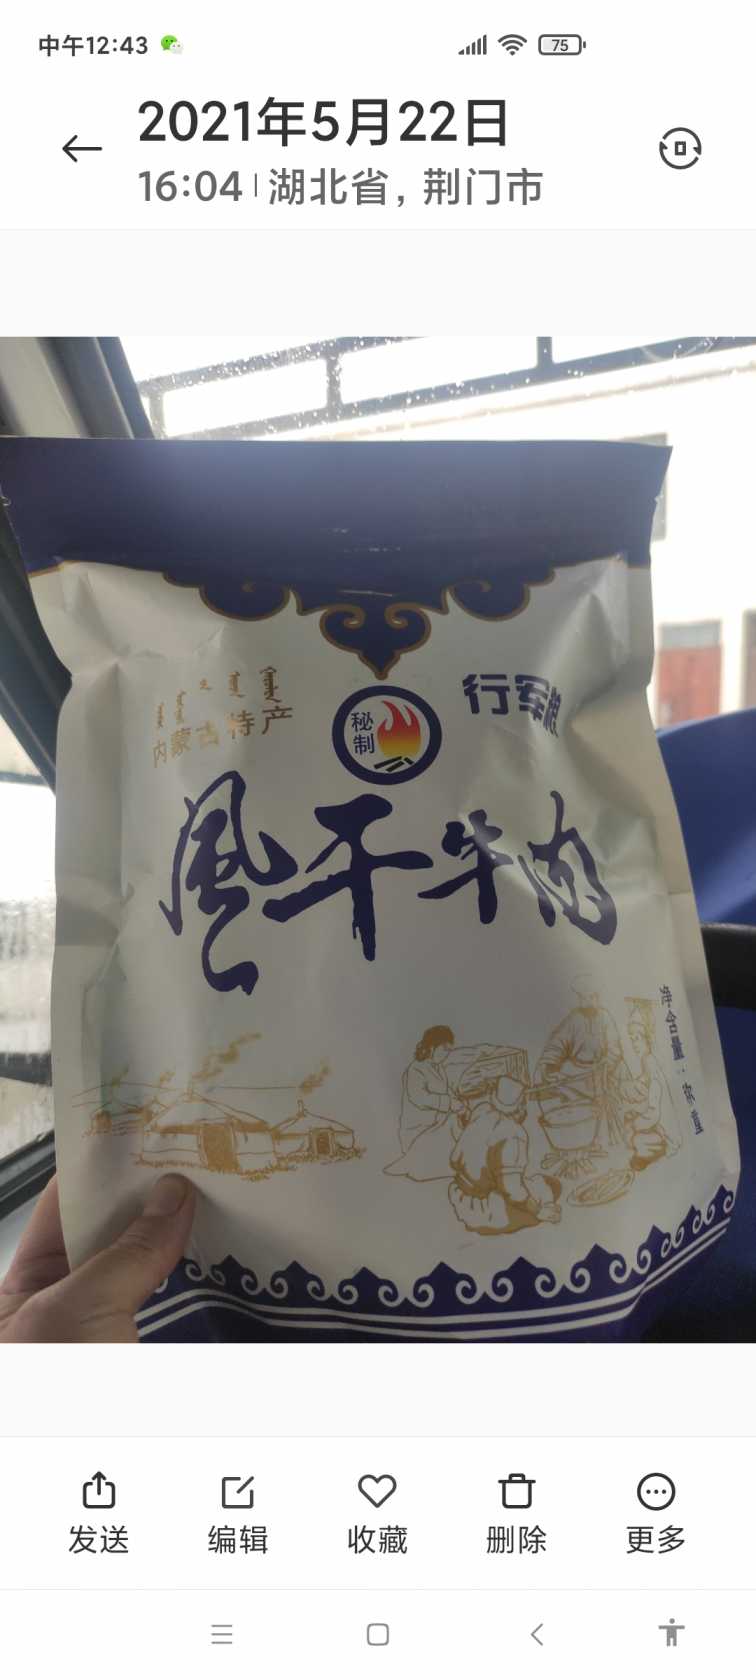 中午12:43
75
2021年5月22日
16:04 | 湖北省, 荆门市
内蒙古特产
秘制
行军粮
風干牛肉
净含量:称重
发送
编辑
收藏
删除
更多